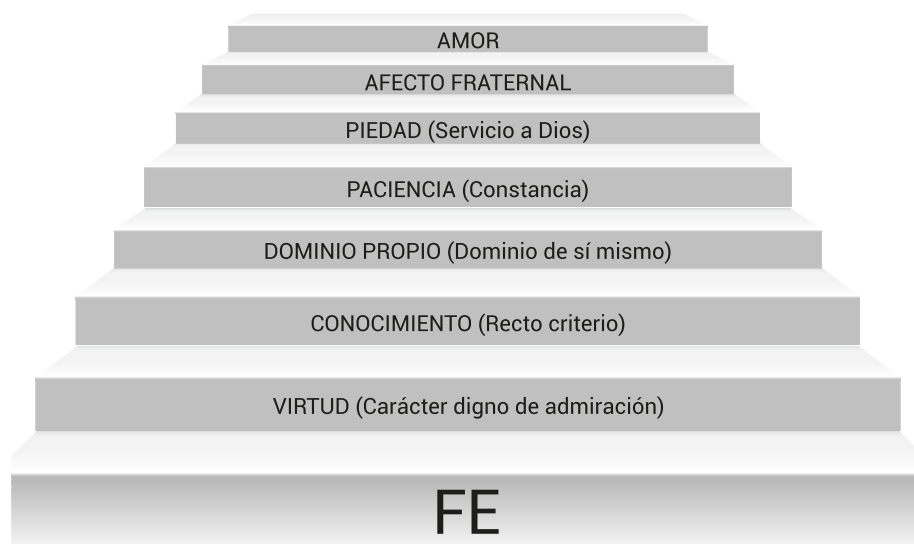 AMOR
AFECTO FRATERNAL
PIEDAD (Servicio a Dios)
PACIENCIA (Constancia)
DOMINIO PROPIO (Dominio de sí mismo)
CONOCIMIENTO (Recto criterio)
VIRTUD (Carácter digno de admiración)
FE